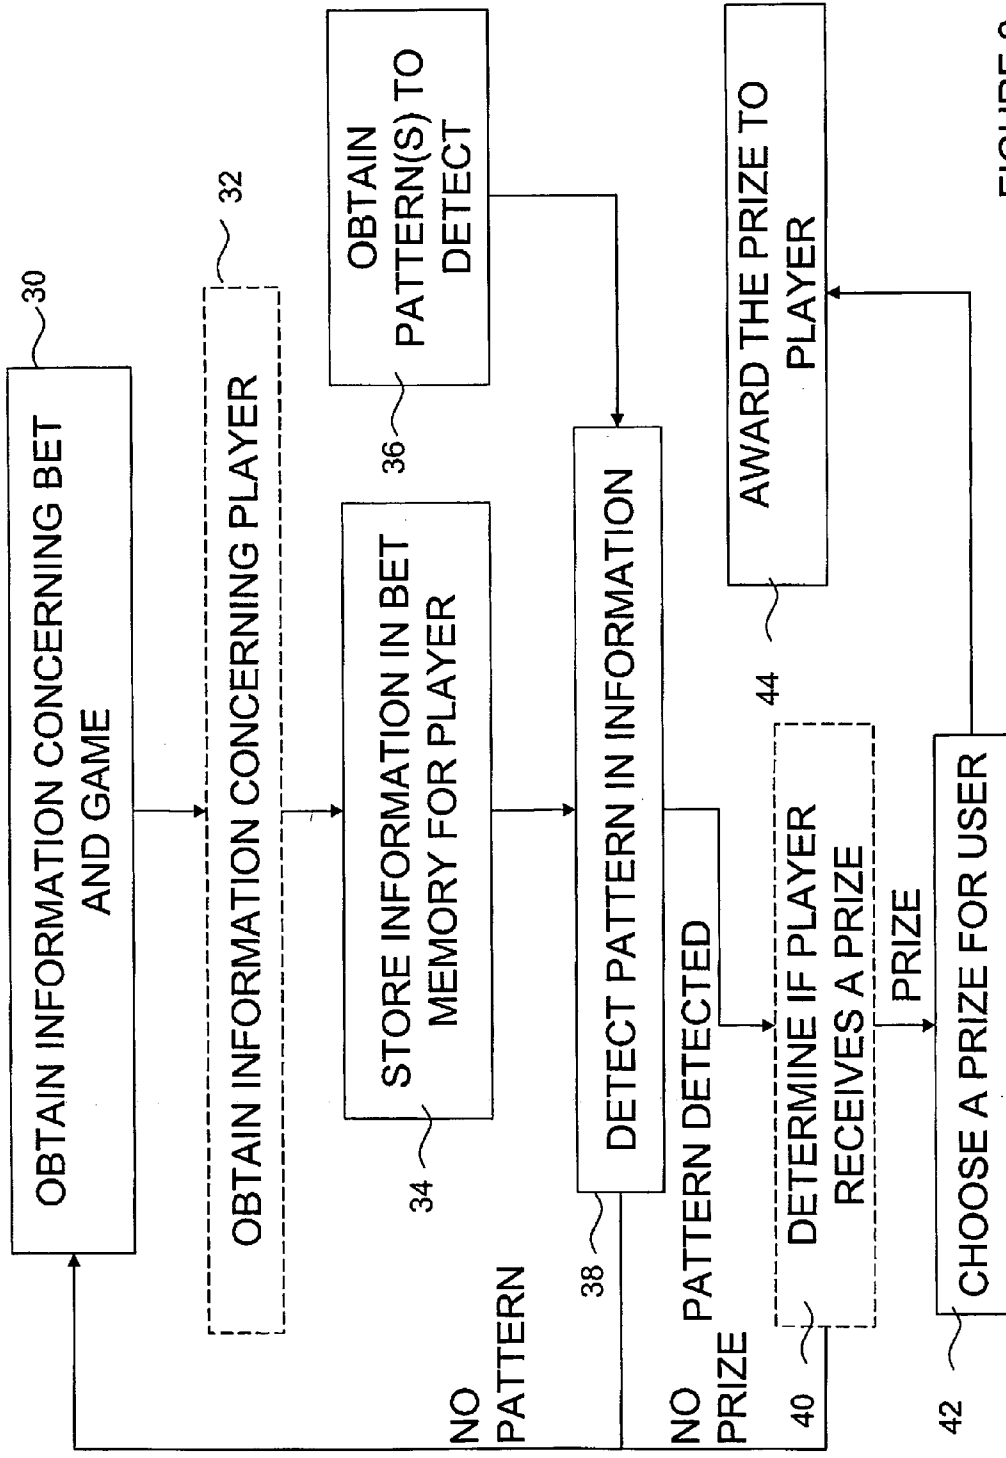 30
OBTAIN INFORMATION CONCERNING BET
AND GAME
32
OBTAIN INFORMATION CONCERNING PLAYER
34
STORE INFORMATION IN BET
MEMORY FOR PLAYER
36
OBTAIN
PATTERN(S) TO
DETECT
38
DETECT PATTERN IN INFORMATION
NO
PATTERN
PATTERN DETECTED
NO
PRIZE
40
DETERMINE IF PLAYER
RECEIVES A PRIZE
PRIZE
42
CHOOSE A PRIZE FOR USER
44
AWARD THE PRIZE TO
PLAYER
FIGURE